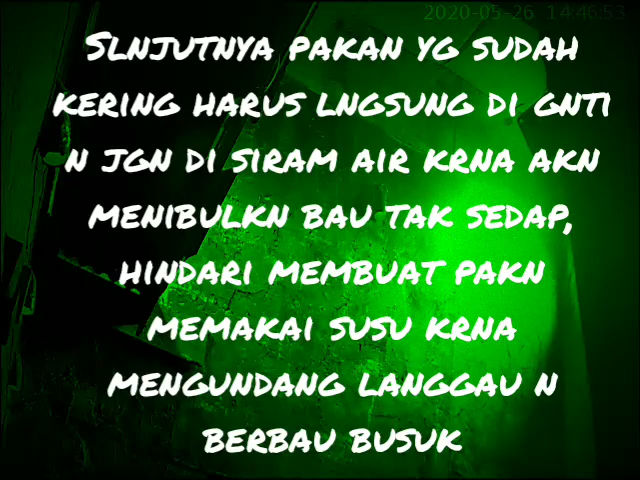 2020-05-26 14:46:53
SLNJUTNYA PAKAN YG SUDAH
KERING HARUS LNGSUNG DI GNTI
N JGN DI SIRAM AIR KRNA AKN
MENIBULKN BAU TAK SEDAP,
HINDARI MEMBUAT PAKN
MEMAKAI SUSU KRNA
MENGUNDANG LANGGAU N
BERBAU BUSUK